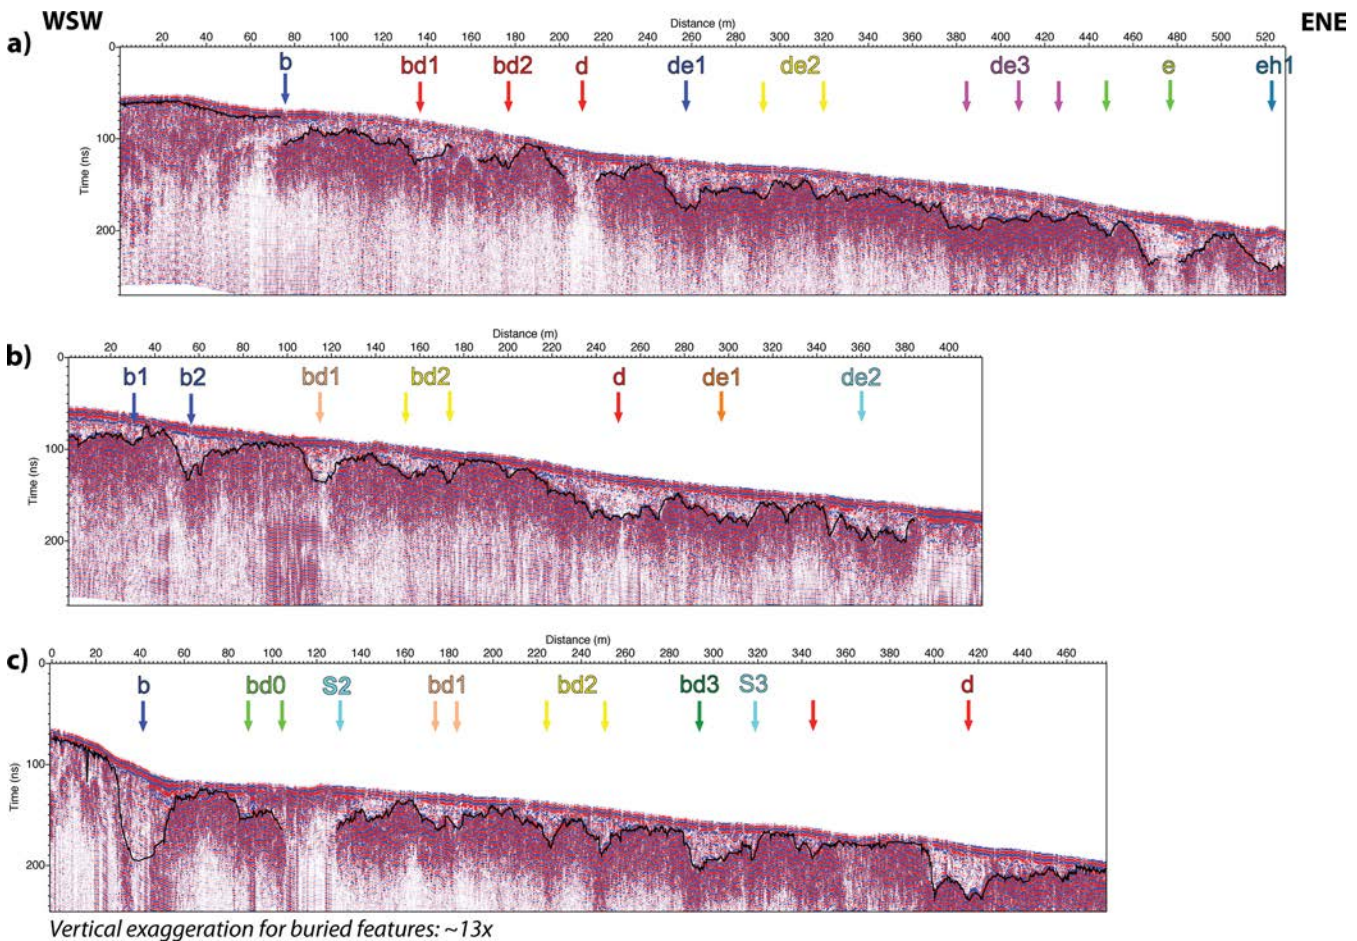 WSW ENE
a) Distance (m)
0 20 40 60 80 100 120 140 160 180 200 220 240 260 280 300 320 340 360 380 400 420 440 460 480 500 520
b bd1 bd2 d de1 de2 de3 e eh1
100
Time (ns)
200
b) Distance (m)
0 20 40 60 80 100 120 140 160 180 200 220 240 260 280 300 320 340 360 380 400
b1 b2 bd1 bd2 d de1 de2
100
Time (ns)
200
c) Distance (m)
0 20 40 60 80 100 120 140 160 180 200 220 240 260 280 300 320 340 360 380 400 420 440 460
0
b bd0 S2 bd1 bd2 bd3 S3 d
100
Time (ns)
200
Vertical exaggeration for buried features: ~13x